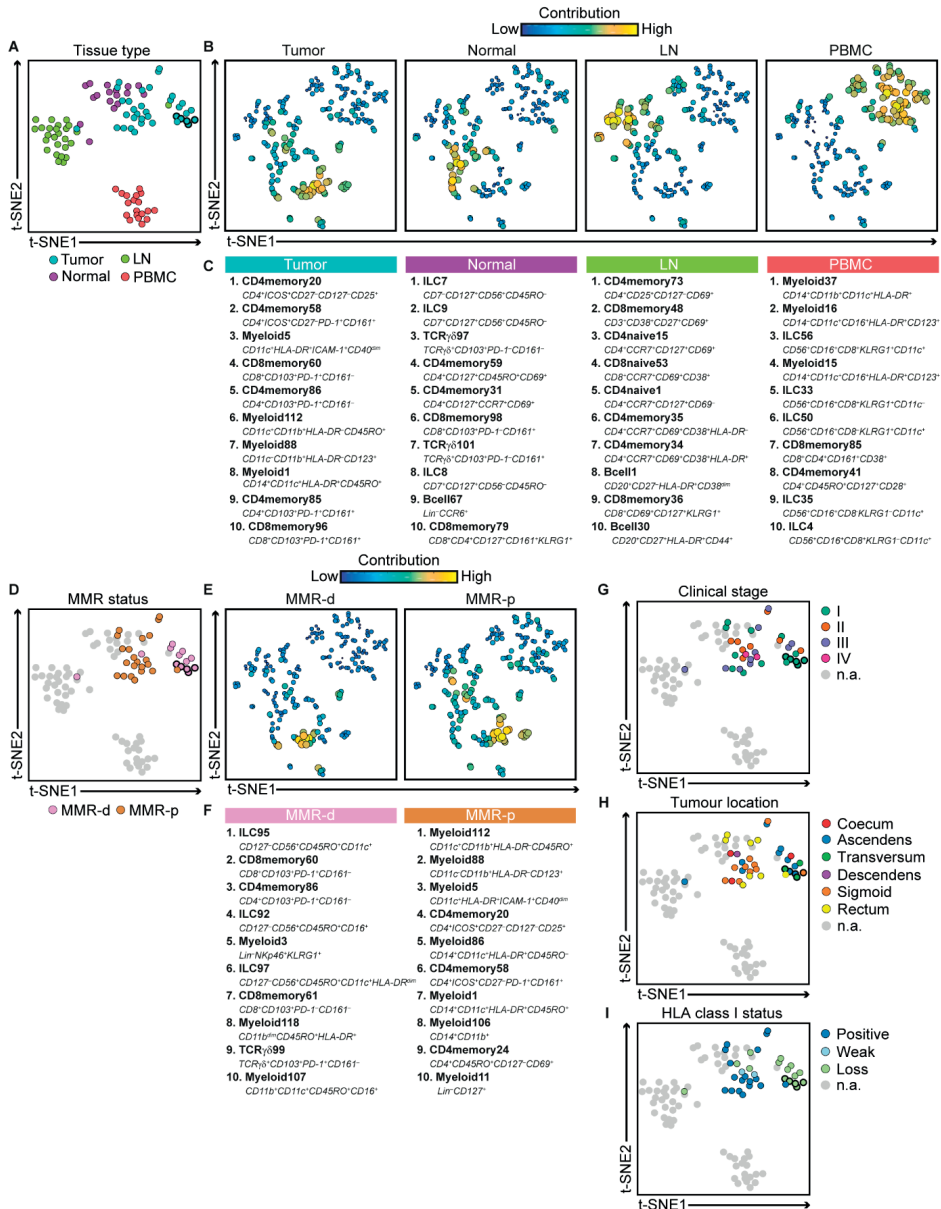 Contribution
Low High
A Tissue type
B Tumor Normal LN PBMC
t-SNE2
t-SNE2
t-SNE1
t-SNE1
Tumor LN
Normal PBMC
C
Tumor
1. CD4memory20
CD4⁺ICOS⁺CD27⁻CD127⁻CD25⁺
2. CD4memory58
CD4⁺ICOS⁺CD27⁻PD-1⁺CD161⁺
3. Myeloid5
CD11c⁺HLA-DR⁺ICAM-1⁺CD40ᵈⁱᵐ
4. CD8memory60
CD8⁺CD103⁺PD-1⁺CD161⁻
5. CD4memory86
CD4⁺CD103⁺PD-1⁺CD161⁻
6. Myeloid112
CD11c⁺CD11b⁺HLA-DR⁻CD45RO⁺
7. Myeloid88
CD11c⁻CD11b⁺HLA-DR⁻CD123⁺
8. Myeloid1
CD14⁺CD11c⁺HLA-DR⁺CD45RO⁺
9. CD4memory85
CD4⁺CD103⁺PD-1⁺CD161⁺
10. CD8memory96
CD8⁺CD103⁺PD-1⁺CD161⁺
Normal
1. ILC7
CD7⁻CD127⁺CD56⁻CD45RO⁻
2. ILC9
CD7⁺CD127⁺CD56⁺CD45RO⁻
3. TCRγδ97
TCRγδ⁺CD103⁺PD-1⁻CD161⁻
4. CD4memory59
CD4⁺CD127⁻CD45RO⁺CD69⁺
5. CD4memory31
CD4⁺CD127⁺CCR7⁺CD69⁺
6. CD8memory98
CD8⁺CD103⁺PD-1⁻CD161⁺
7. TCRγδ101
TCRγδ⁺CD103⁺PD-1⁻CD161⁺
8. ILC8
CD7⁺CD127⁺CD56⁻CD45RO⁻
9. Bcell67
Lin⁻CCR6⁺
10. CD8memory79
CD8⁺CD4⁺CD127⁺CD161⁺KLRG1⁺
LN
1. CD4memory73
CD4⁺CD25⁺CD127⁻CD69⁺
2. CD8memory48
CD3⁺CD38⁺CD27⁺CD69⁺
3. CD4naive15
CD4⁺CCR7⁺CD127⁺CD69⁺
4. CD8naive53
CD8⁺CCR7⁺CD69⁺CD38⁺
5. CD4naive1
CD4⁺CCR7⁺CD127⁺CD69⁻
6. CD4memory35
CD4⁺CCR7⁺CD69⁺CD38⁺HLA-DR⁻
7. CD4memory34
CD4⁺CCR7⁺CD69⁺CD38⁺HLA-DR⁺
8. Bcell1
CD20⁺CD27⁻HLA-DR⁺CD38ᵈⁱᵐ
9. CD8memory36
CD8⁺CD69⁺CD127⁺KLRG1⁺
10. Bcell30
CD20⁺CD27⁺HLA-DR⁺CD44⁺
PBMC
1. Myeloid37
CD14⁺CD11b⁺CD11c⁺HLA-DR⁺
2. Myeloid16
CD14⁻CD11c⁺CD16⁺HLA-DR⁺CD123⁺
3. ILC56
CD56⁺CD16⁺CD8⁺KLRG1⁺CD11c⁺
4. Myeloid15
CD14⁺CD11c⁺CD16⁺HLA-DR⁺CD123⁺
5. ILC33
CD56⁺CD16⁺CD8⁺KLRG1⁺CD11c⁻
6. ILC50
CD56⁺CD16⁺CD8⁻KLRG1⁺CD11c⁺
7. CD8memory85
CD8⁺CD4⁺CD161⁺CD38⁺
8. CD4memory41
CD4⁺CD45RO⁺CD127⁺CD28⁺
9. ILC35
CD56⁺CD16⁺CD8⁻KLRG1⁻CD11c⁺
10. ILC4
CD56⁺CD16⁺CD8⁺KLRG1⁻CD11c⁺
Contribution
Low High
D MMR status
E MMR-d MMR-p
t-SNE2
t-SNE2
t-SNE1
t-SNE1
MMR-d MMR-p
F
MMR-d
1. ILC95
CD127⁻CD56⁺CD45RO⁺CD11c⁺
2. CD8memory60
CD8⁺CD103⁺PD-1⁺CD161⁻
3. CD4memory86
CD4⁺CD103⁺PD-1⁺CD161⁻
4. ILC92
CD127⁻CD56⁺CD45RO⁺CD16⁺
5. Myeloid3
Lin⁻NKp46⁺KLRG1⁺
6. ILC97
CD127⁻CD56⁺CD45RO⁺CD11c⁺HLA-DRᵈⁱᵐ
7. CD8memory61
CD8⁺CD103⁺PD-1⁻CD161⁻
8. Myeloid118
CD11bᵈⁱᵐCD45RO⁺HLA-DR⁺
9. TCRγδ99
TCRγδ⁺CD103⁺PD-1⁺CD161⁻
10. Myeloid107
CD11b⁺CD11c⁺CD45RO⁺CD16⁺
MMR-p
1. Myeloid112
CD11c⁺CD11b⁺HLA-DR⁻CD45RO⁺
2. Myeloid88
CD11c⁻CD11b⁺HLA-DR⁻CD123⁺
3. Myeloid5
CD11c⁺HLA-DR⁺ICAM-1⁺CD40ᵈⁱᵐ
4. CD4memory20
CD4⁺ICOS⁺CD27⁻CD127⁻CD25⁺
5. Myeloid86
CD14⁺CD11c⁺HLA-DR⁺CD45RO⁻
6. CD4memory58
CD4⁺ICOS⁺CD27⁻PD-1⁺CD161⁺
7. Myeloid1
CD14⁺CD11c⁺HLA-DR⁺CD45RO⁺
8. Myeloid106
CD14⁺CD11b⁺
9. CD4memory24
CD4⁺CD45RO⁺CD127⁻CD69⁺
10. Myeloid11
Lin⁻CD127⁺
G Clinical stage
t-SNE2
t-SNE1
I
II
III
IV
n.a.
H Tumour location
t-SNE2
t-SNE1
Coecum
Ascendens
Transversum
Descendens
Sigmoid
Rectum
n.a.
I HLA class I status
t-SNE2
t-SNE1
Positive
Weak
Loss
n.a.